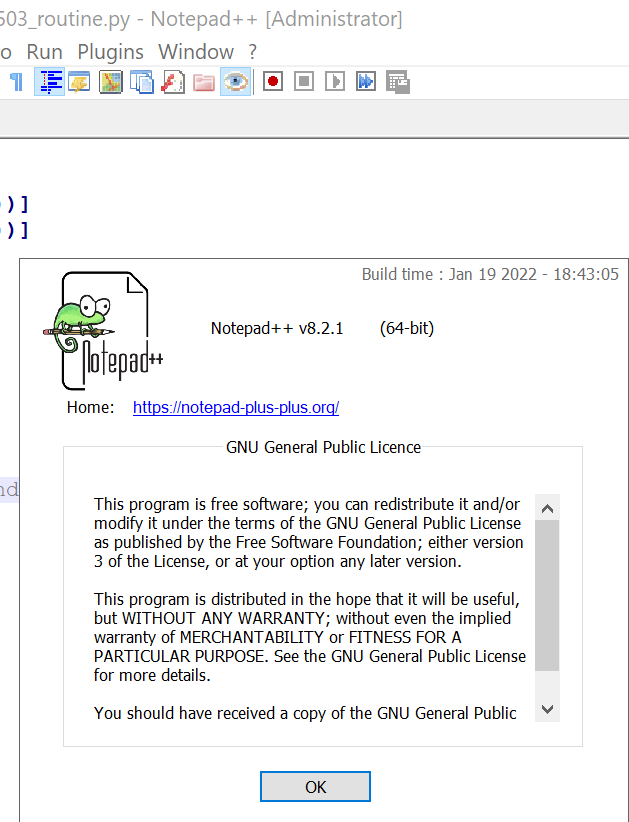 503_routine.py - Notepad++ [Administrator]
o Run Plugins Window ?
)]
)]
Build time : Jan 19 2022 - 18:43:05
Notepad++ v8.2.1 (64-bit)
Notepad++
Home: https://notepad-plus-plus.org/
GNU General Public Licence
This program is free software; you can redistribute it and/or
modify it under the terms of the GNU General Public License
as published by the Free Software Foundation; either version
3 of the License, or at your option any later version.
This program is distributed in the hope that it will be useful,
but WITHOUT ANY WARRANTY; without even the implied
warranty of MERCHANTABILITY or FITNESS FOR A
PARTICULAR PURPOSE. See the GNU General Public License
for more details.
You should have received a copy of the GNU General Public
nd
OK